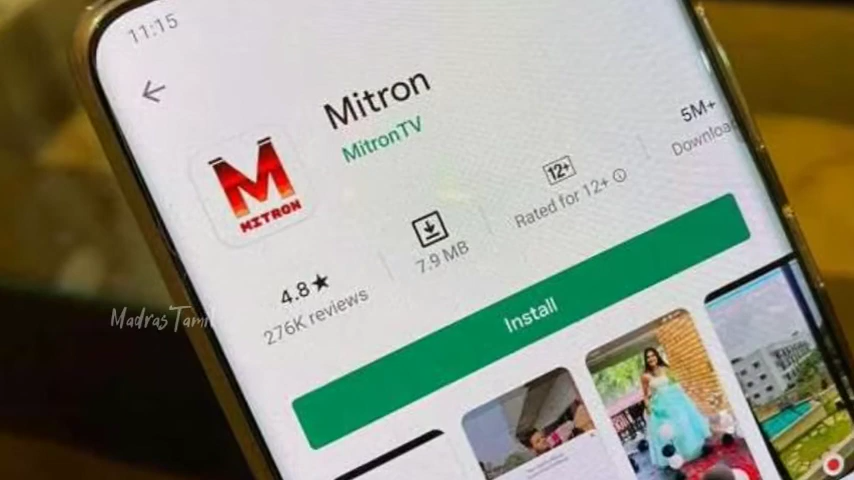 11:15
Mitron
MitronTV
MITRON
4.8★
276K reviews
7.9 MB
12+
Rated for 12+
5M+
Install
Madras Tamil